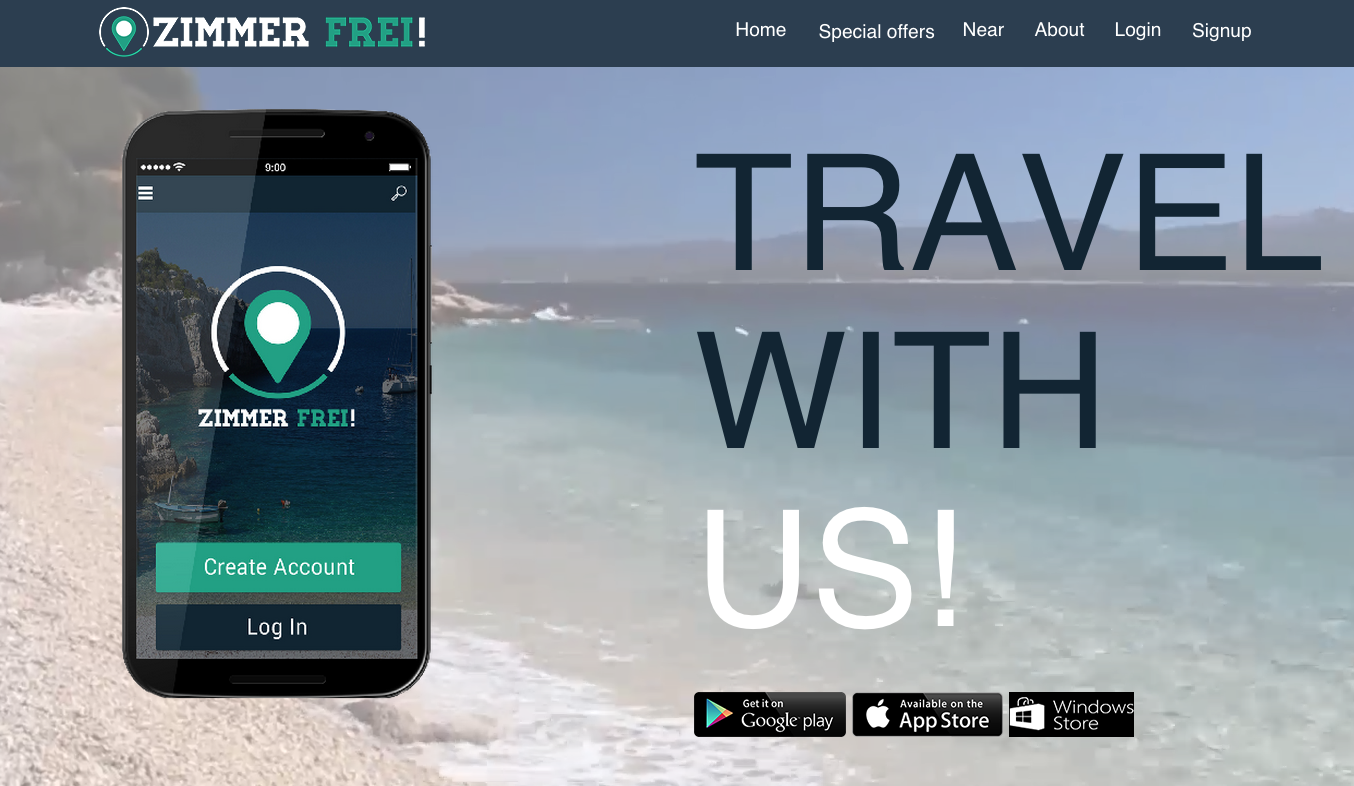 ZIMMER FREI!
Home Special offers Near About Login Signup
9:00
ZIMMER FREI!
Create Account
Log In
TRAVEL
WITH
US!
Get it on
Google play
Available on the
App Store
Windows
Store